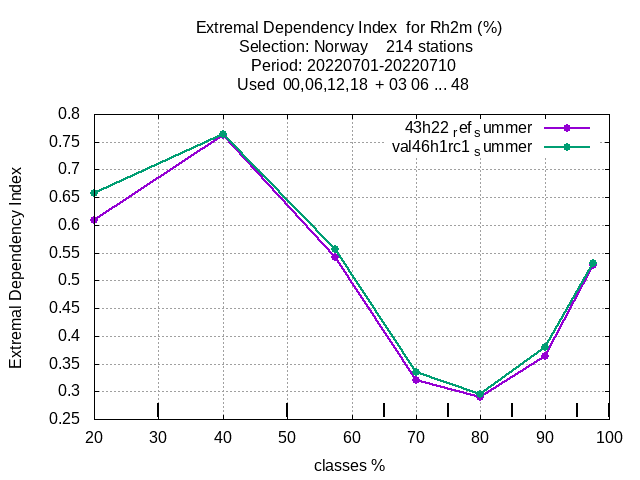 Extremal Dependency Index for Rh2m (%)
Selection: Norway 214 stations
Period: 20220701-20220710
Used 00,06,12,18 + 03 06 ... 48
43h22 ref summer
val46h1rc1 summer
Extremal Dependency Index
0.8
0.75
0.7
0.65
0.6
0.55
0.5
0.45
0.4
0.35
0.3
0.25
20 30 40 50 60 70 80 90 100
classes %